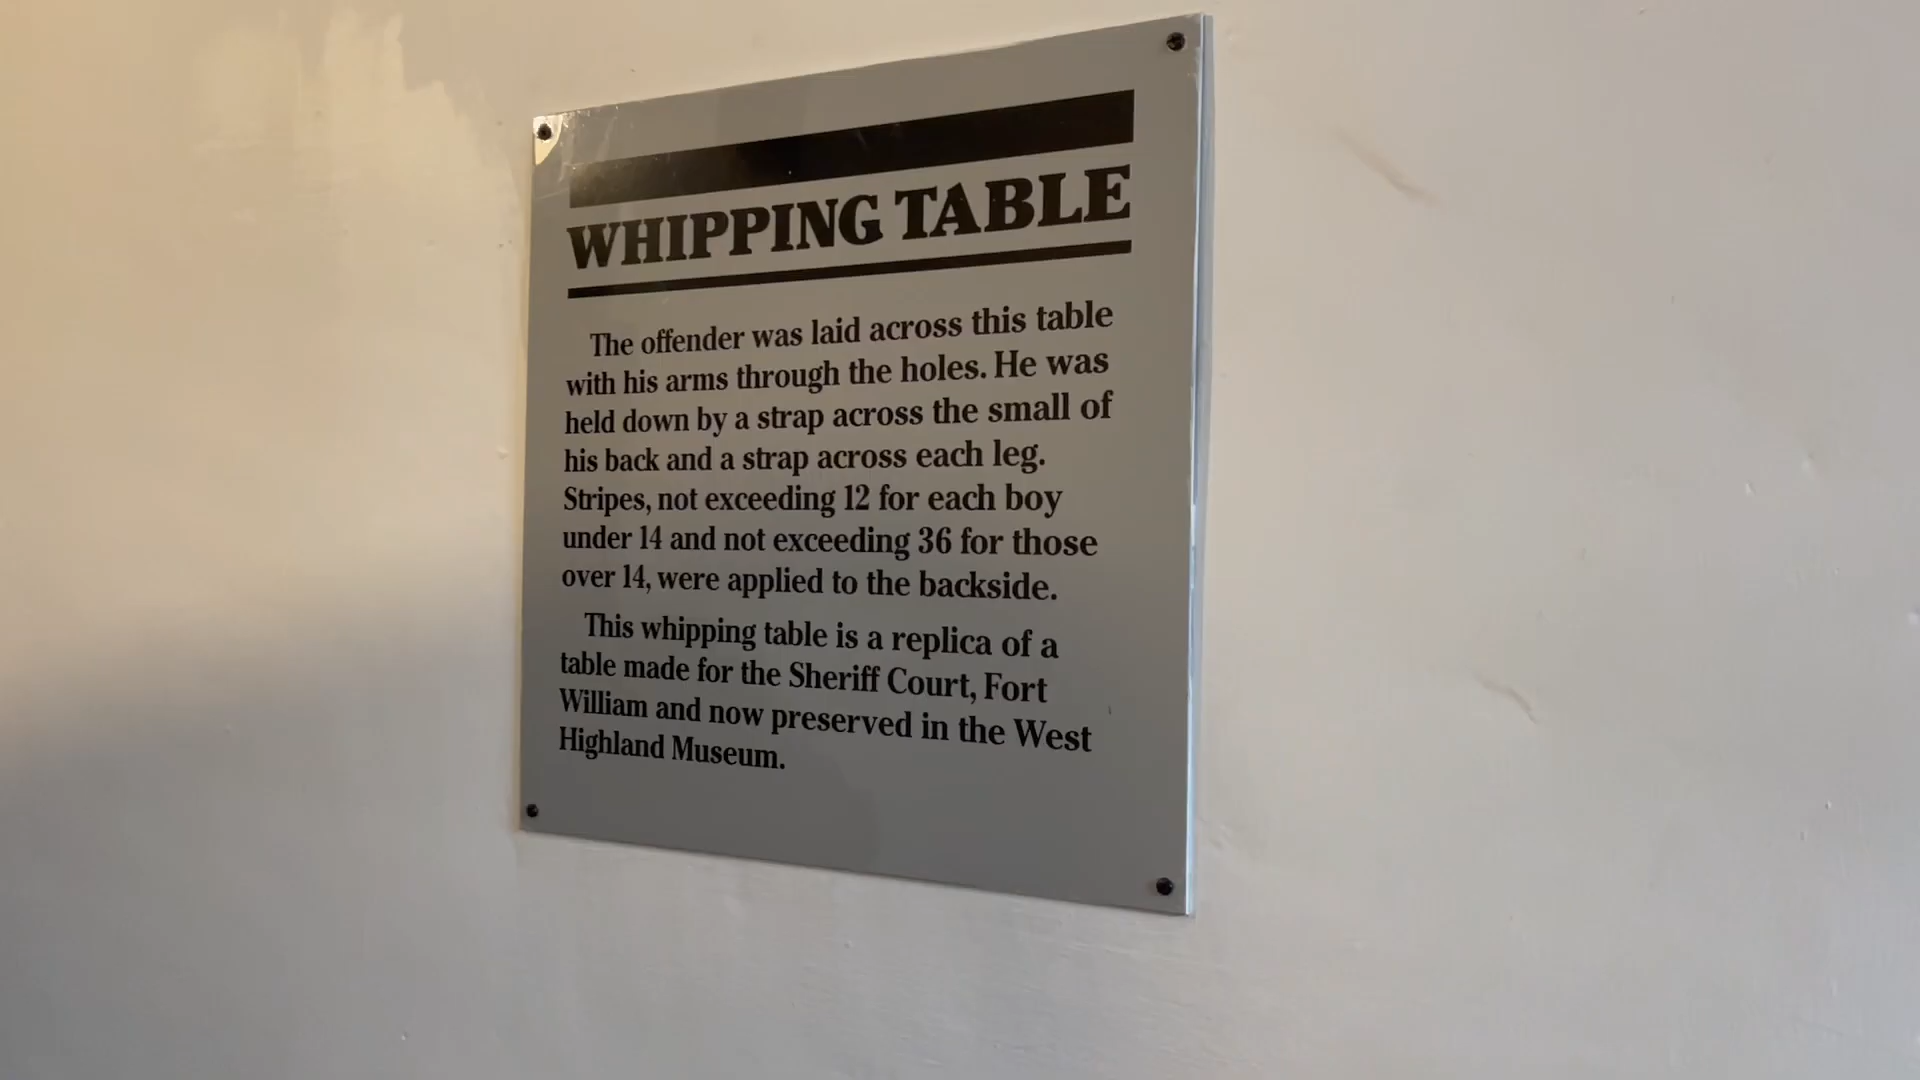 WHIPPING TABLE
The offender was laid across this table
with his arms through the holes. He was
held down by a strap across the small of
his back and a strap across each leg.
Stripes, not exceeding 12 for each boy
under 14 and not exceeding 36 for those
over 14, were applied to the backside.
This whipping table is a replica of a
table made for the Sheriff Court, Fort
William and now preserved in the West
Highland Museum.